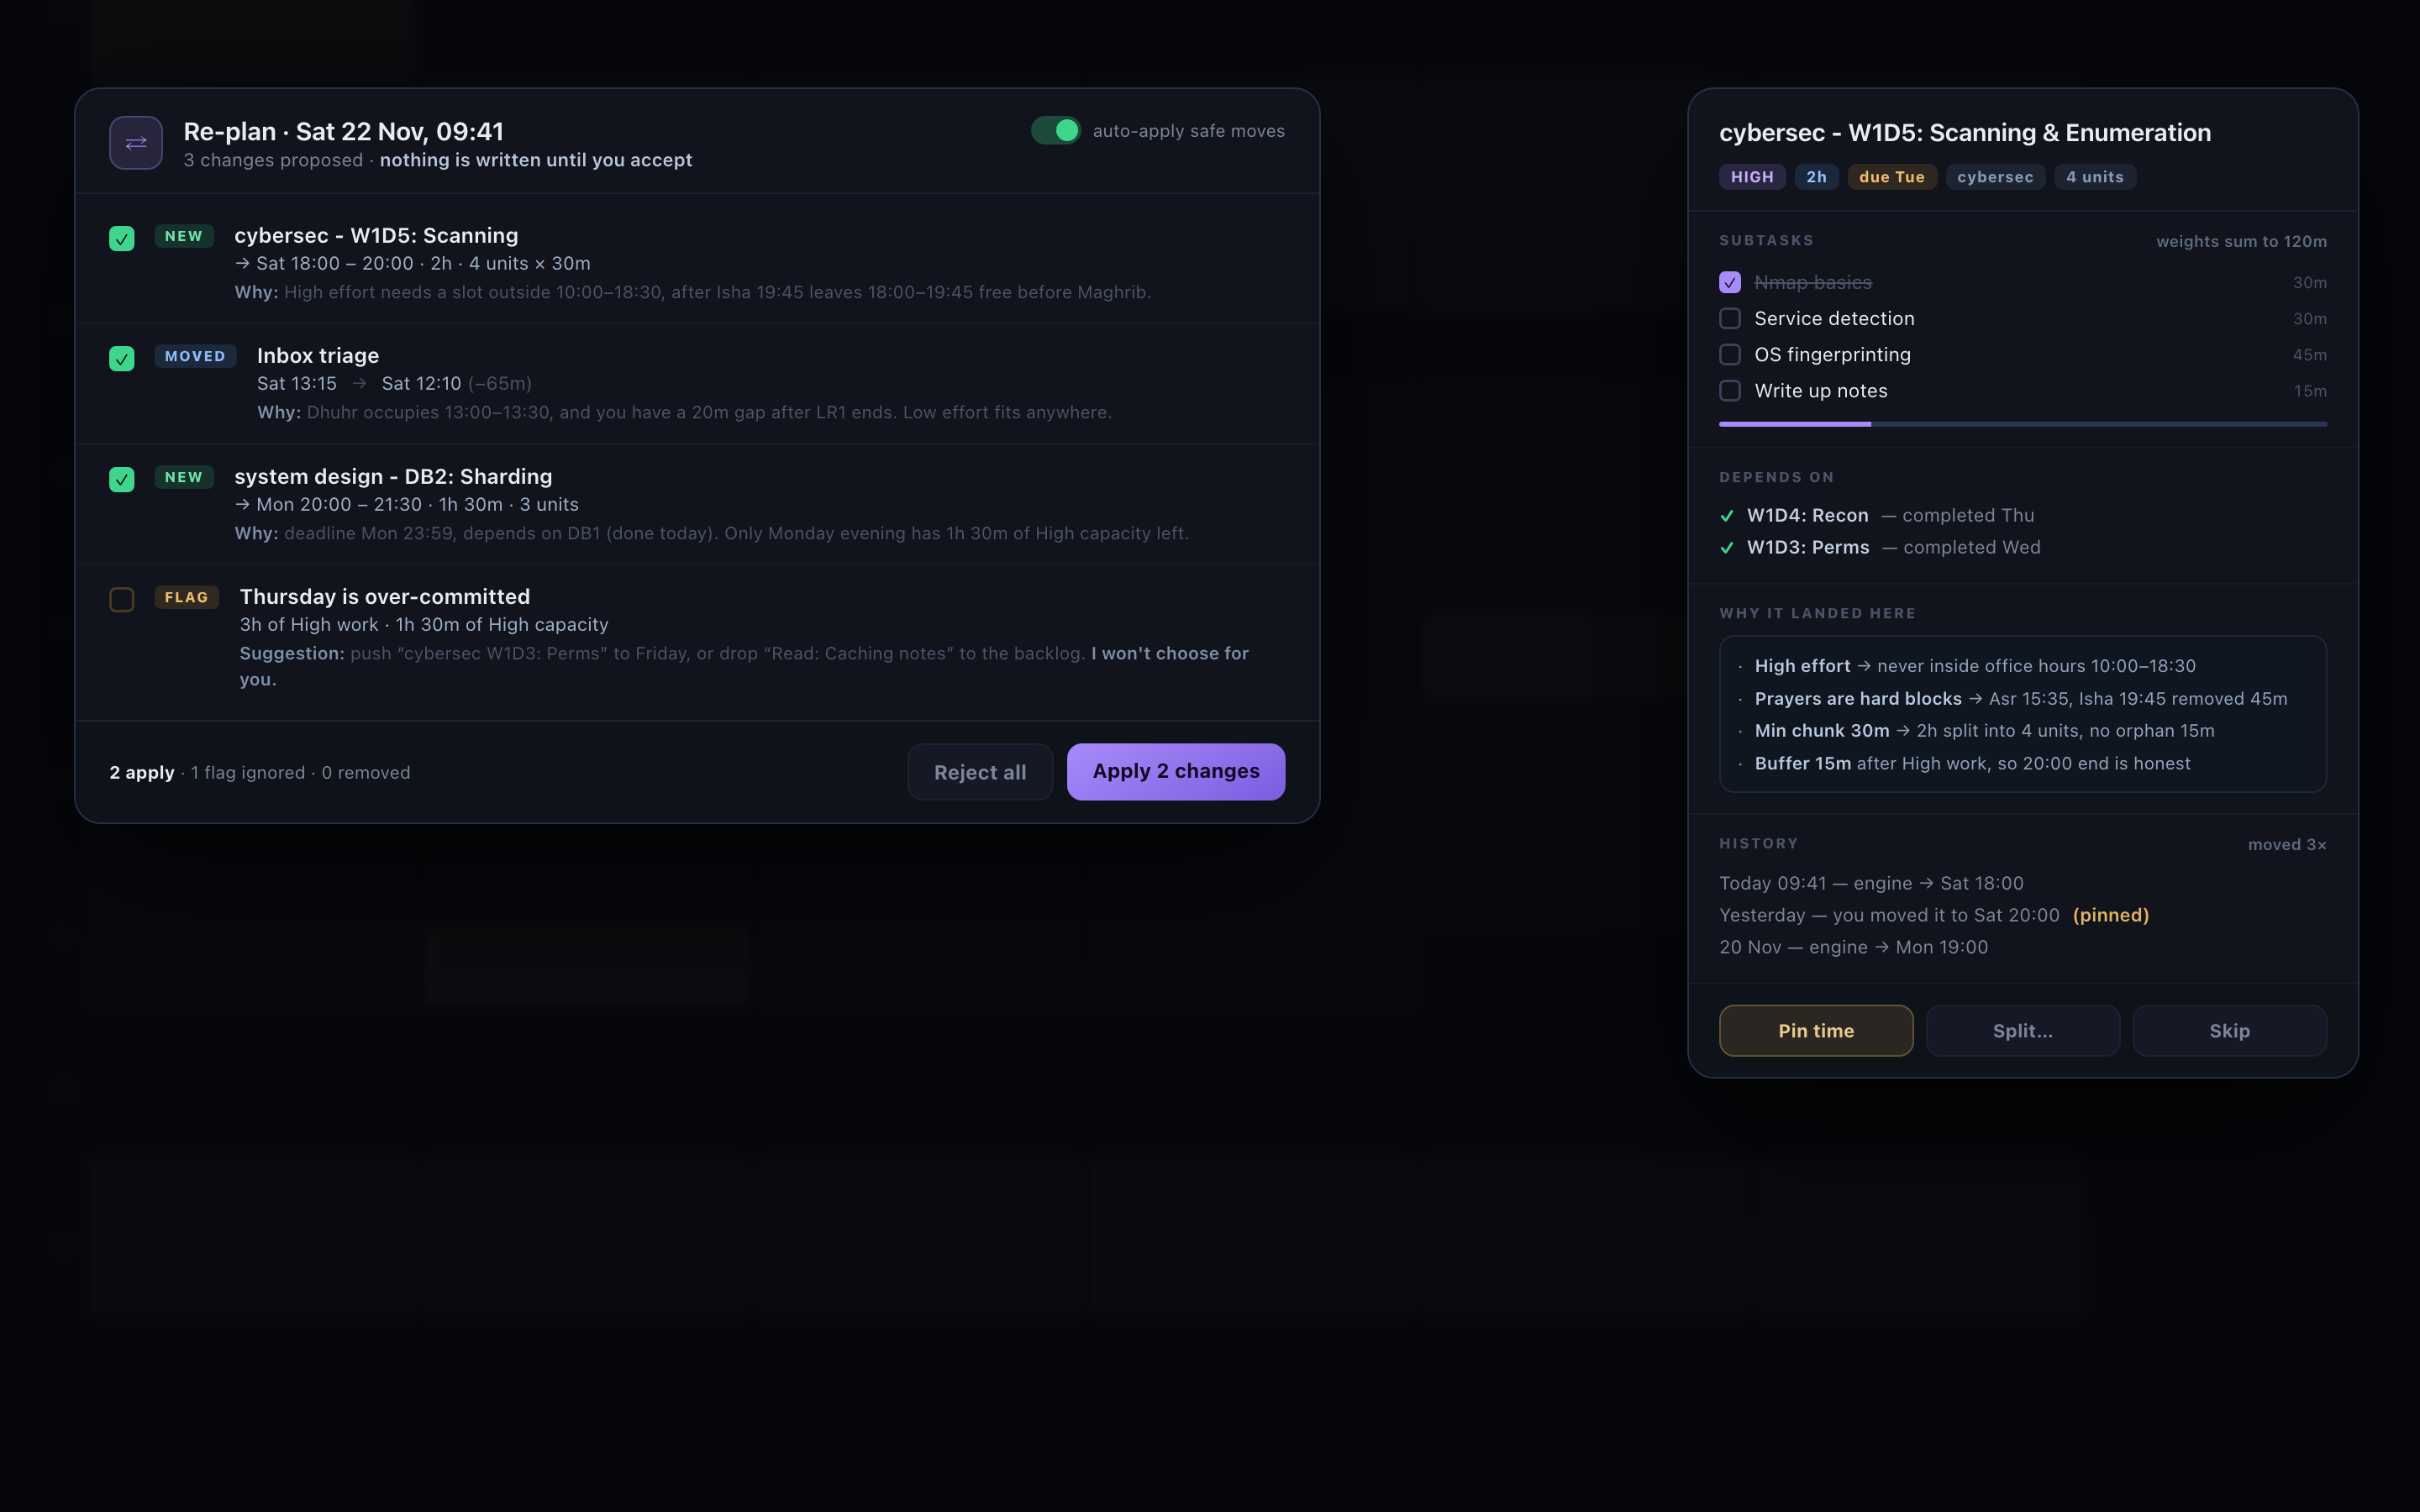 Re-plan · Sat 22 Nov, 09:41
3 changes proposed · nothing is written until you accept
auto-apply safe moves
NEW
cybersec - W1D5: Scanning
→ Sat 18:00 – 20:00 · 2h · 4 units × 30m
Why: High effort needs a slot outside 10:00–18:30, after Isha 19:45 leaves 18:00–19:45 free before Maghrib.
MOVED
Inbox triage
Sat 13:15 → Sat 12:10 (−65m)
Why: Dhuhr occupies 13:00–13:30, and you have a 20m gap after LR1 ends. Low effort fits anywhere.
NEW
system design - DB2: Sharding
→ Mon 20:00 – 21:30 · 1h 30m · 3 units
Why: deadline Mon 23:59, depends on DB1 (done today). Only Monday evening has 1h 30m of High capacity left.
FLAG
Thursday is over-committed
3h of High work · 1h 30m of High capacity
Suggestion: push “cybersec W1D3: Perms” to Friday, or drop “Read: Caching notes” to the backlog. I won't choose for
you.
2 apply · 1 flag ignored · 0 removed
Reject all
Apply 2 changes
cybersec - W1D5: Scanning & Enumeration
HIGH 2h due Tue cybersec 4 units
SUBTASKS
weights sum to 120m
Nmap basics 30m
Service detection 30m
OS fingerprinting 45m
Write up notes 15m
DEPENDS ON
W1D4: Recon — completed Thu
W1D3: Perms — completed Wed
WHY IT LANDED HERE
· High effort → never inside office hours 10:00–18:30
· Prayers are hard blocks → Asr 15:35, Isha 19:45 removed 45m
· Min chunk 30m → 2h split into 4 units, no orphan 15m
· Buffer 15m after High work, so 20:00 end is honest
HISTORY
moved 3×
Today 09:41 — engine → Sat 18:00
Yesterday — you moved it to Sat 20:00 (pinned)
20 Nov — engine → Mon 19:00
Pin time
Split...
Skip